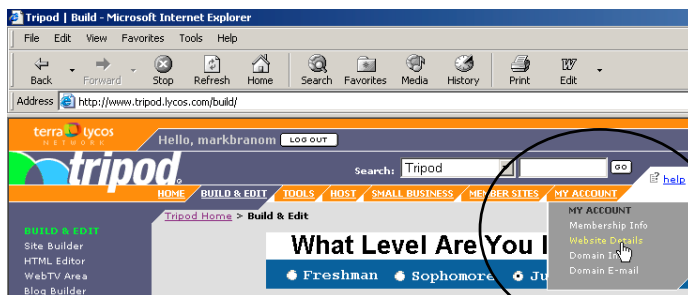 Tripod | Build - Microsoft Internet Explorer
File Edit View Favorites Tools Help
Back Forward Stop Refresh Home Search Favorites Media History Print Edit
Address http://www.tripod.lycos.com/build/
terra lycos
NETWORK
Hello, markbranom LOG OUT
tripod
Search: Tripod GO
help
HOME BUILD & EDIT TOOLS HOST SMALL BUSINESS MEMBER SITES MY ACCOUNT
Tripod Home > Build & Edit
MY ACCOUNT
Membership Info
Website Details
Domain
Domain E-mail
BUILD & EDIT
Site Builder
HTML Editor
WebTV Area
Blog Builder
What Level Are You
Freshman Sophomore Ju